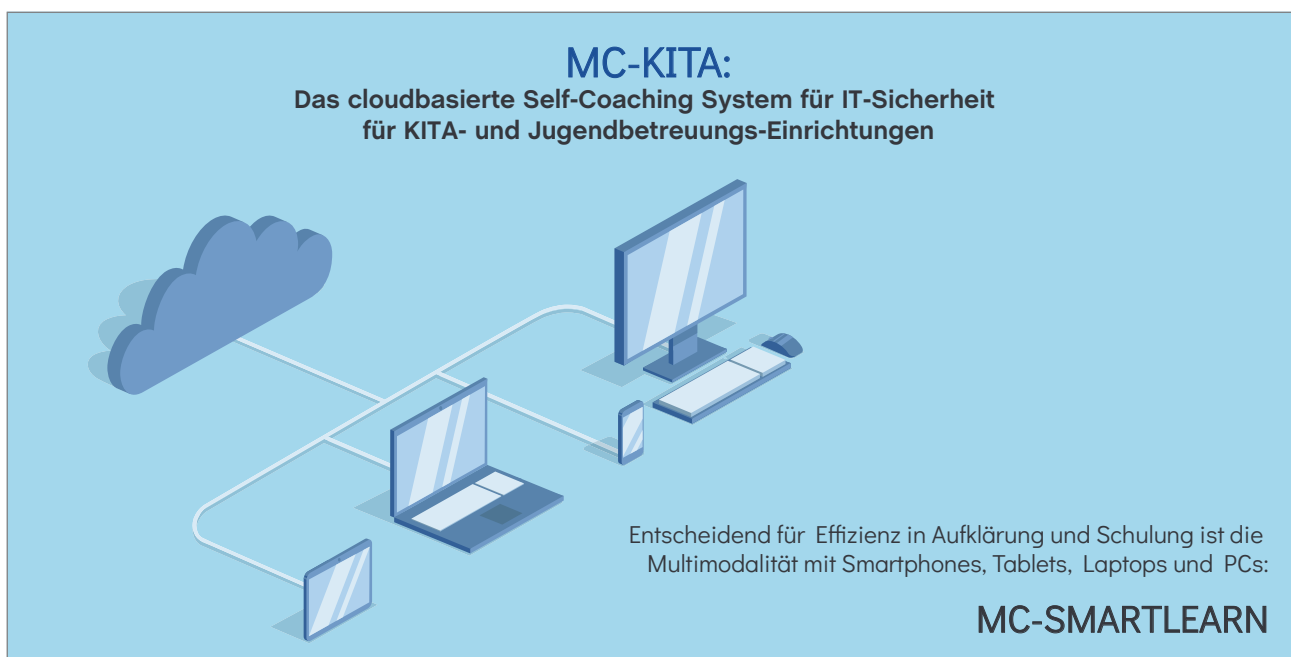 MC-KITA:
Das cloudbasierte Self-Coaching System für IT-Sicherheit
für KITA- und Jugendbetreuungs-Einrichtungen
Entscheidend für Effizienz in Aufklärung und Schulung ist die
Multimodalität mit Smartphones, Tablets, Laptops und PCs:
MC-SMARTLEARN